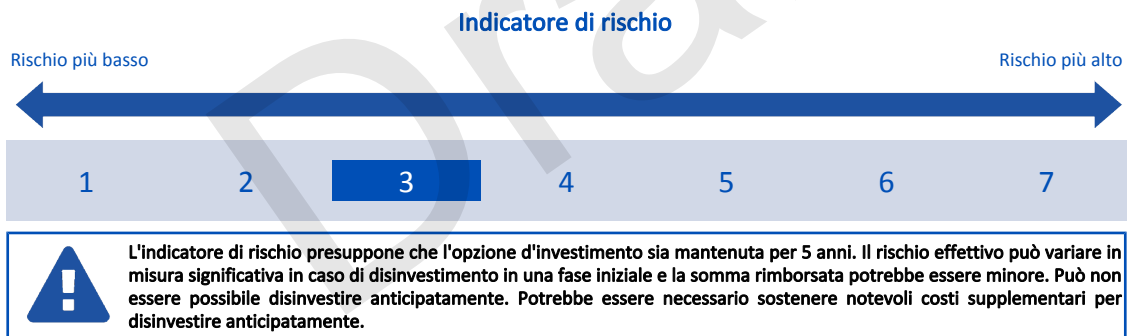 Indicatore di rischio
Rischio più basso
Rischio più alto
1 2 3 4 5 6 7
L'indicatore di rischio presuppone che l'opzione d'investimento sia mantenuta per 5 anni. Il rischio effettivo può variare in
misura significativa in caso di disinvestimento in una fase iniziale e la somma rimborsata potrebbe essere minore. Può non
essere possibile disinvestire anticipatamente. Potrebbe essere necessario sostenere notevoli costi supplementari per
disinvestire anticipatamente.